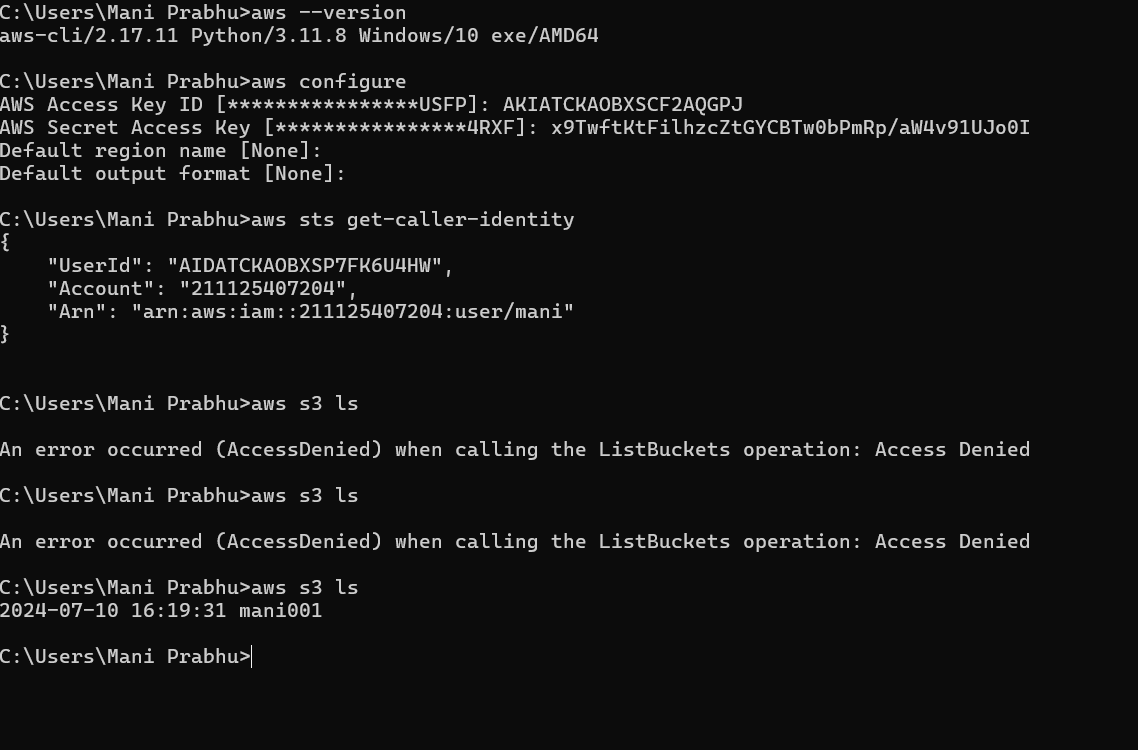 C:\Users\Mani Prabhu>aws --version
aws-cli/2.17.11 Python/3.11.8 Windows/10 exe/AMD64
C:\Users\Mani Prabhu>aws configure
AWS Access Key ID [****************USFP]: AKIATCKAOBXSCF2AQGPJ
AWS Secret Access Key [****************4RXF]: 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
Default region name [None]:
Default output format [None]:
C:\Users\Mani Prabhu>aws sts get-caller-identity
{
    "UserId": "AIDATCKAOBXSP7FK6U4HW",
    "Account": "211125407204",
    "Arn": "arn:aws:iam::211125407204:user/mani"
}
C:\Users\Mani Prabhu>aws s3 ls
An error occurred (AccessDenied) when calling the ListBuckets operation: Access Denied
C:\Users\Mani Prabhu>aws s3 ls
An error occurred (AccessDenied) when calling the ListBuckets operation: Access Denied
C:\Users\Mani Prabhu>aws s3 ls
2024-07-10 16:19:31 mani001
C:\Users\Mani Prabhu>